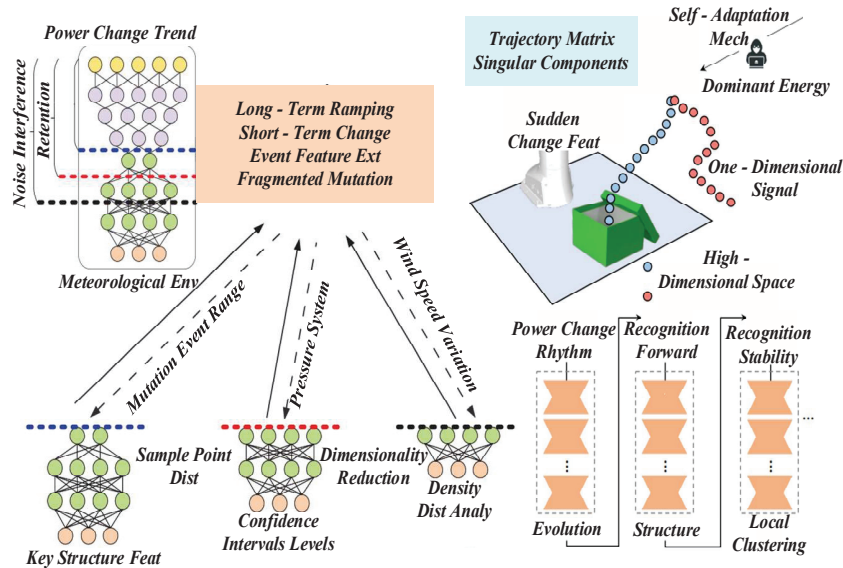 Power Change Trend
Noise Interference
Retention
Meteorological Env
Long - Term Ramping
Short - Term Change
Event Feature Ext
Fragmented Mutation
Trajectory Matrix
Singular Components
Self - Adaptation
Mech
Dominant Energy
Sudden
Change Feat
One - Dimensional
Signal
High -
Dimensional Space
Mutation Event Range
Pressure System
Wind Speed Variation
Key Structure Feat
Sample Point
Dist
Confidence
Intervals Levels
Dimensionality
Reduction
Density
Dist Analy
Power Change
Rhythm
Evolution
Recognition
Forward
Structure
Recognition
Stability
Local
Clustering
...